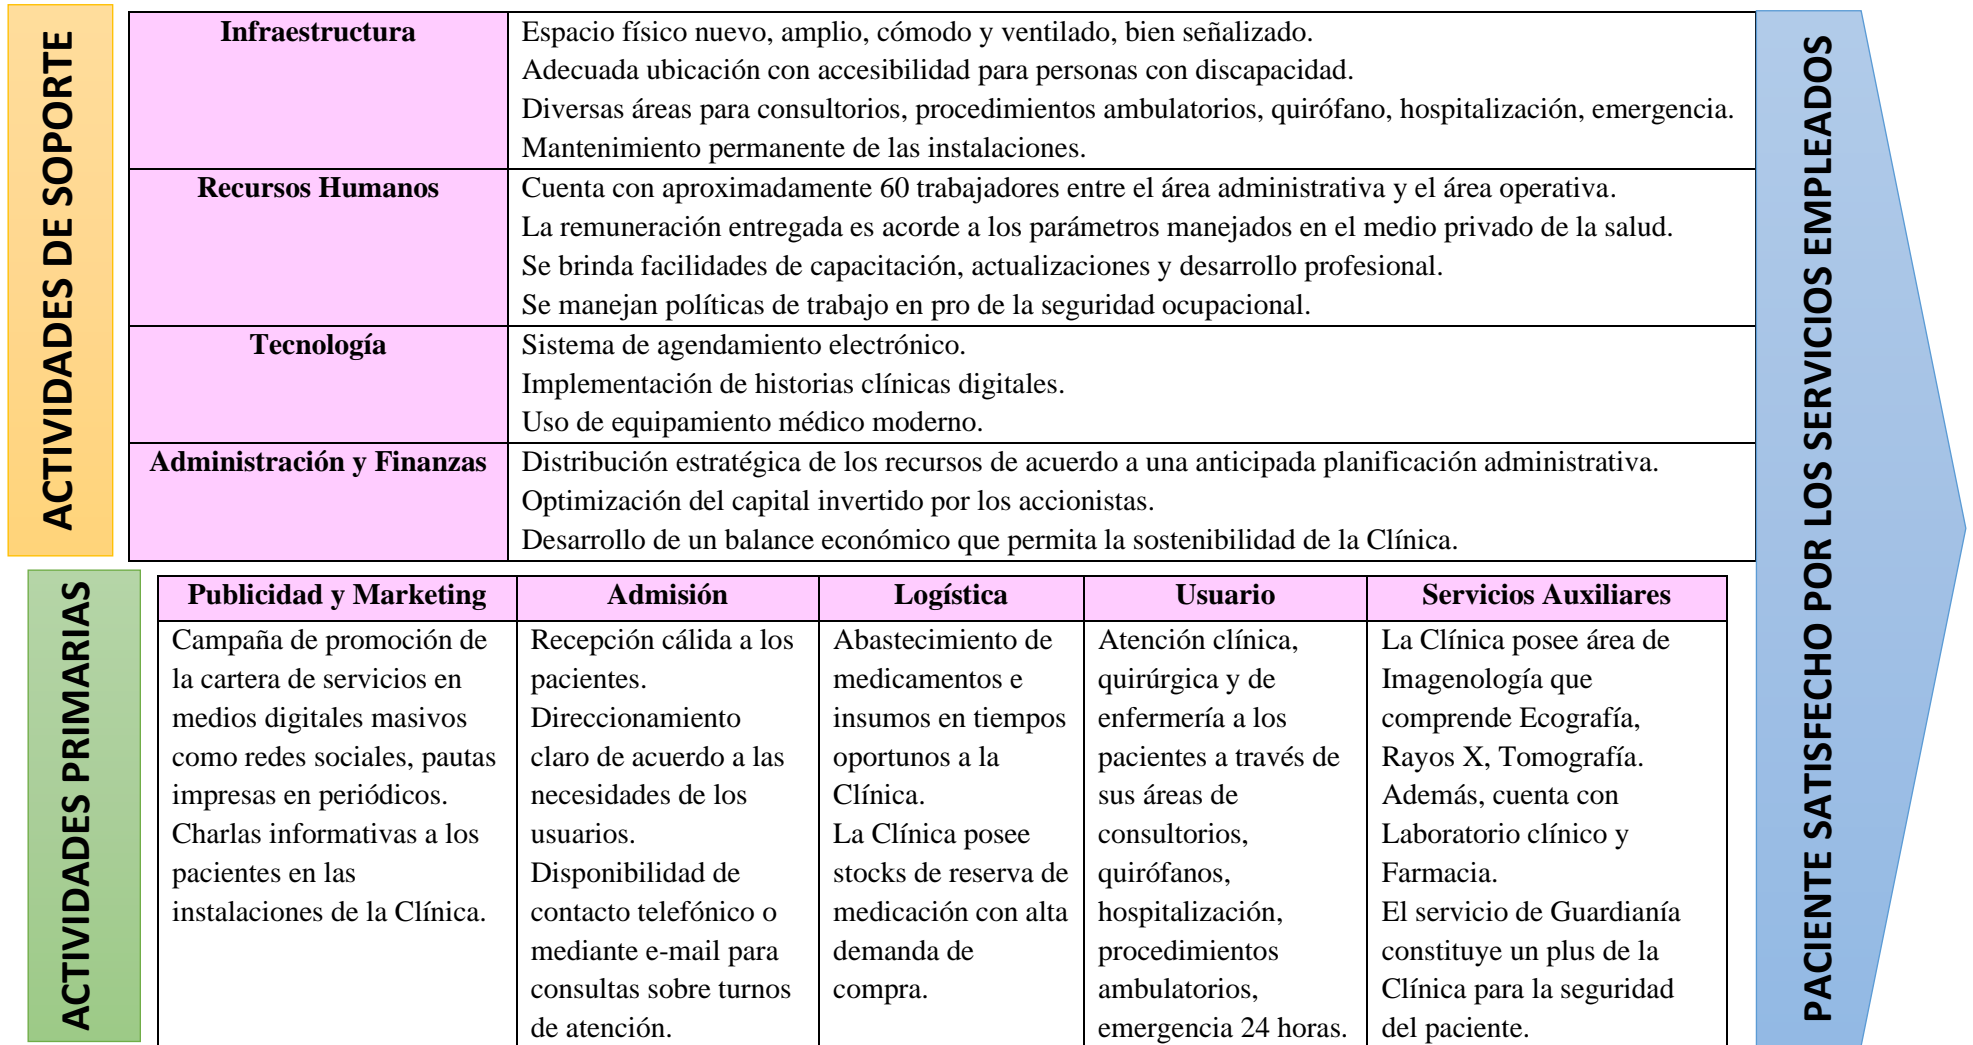 ACTIVIDADES DE SOPORTE
Infraestructura
Espacio físico nuevo, amplio, cómodo y ventilado, bien señalizado.
Adecuada ubicación con accesibilidad para personas con discapacidad.
Diversas áreas para consultorios, procedimientos ambulatorios, quirófano, hospitalización, emergencia.
Mantenimiento permanente de las instalaciones.
Recursos Humanos
Cuenta con aproximadamente 60 trabajadores entre el área administrativa y el área operativa.
La remuneración entregada es acorde a los parámetros manejados en el medio privado de la salud.
Se brinda facilidades de capacitación, actualizaciones y desarrollo profesional.
Se manejan políticas de trabajo en pro de la seguridad ocupacional.
Tecnología
Sistema de agendamiento electrónico.
Implementación de historias clínicas digitales.
Uso de equipamiento médico moderno.
Administración y Finanzas
Distribución estratégica de los recursos de acuerdo a una anticipada planificación administrativa.
Optimización del capital invertido por los accionistas.
Desarrollo de un balance económico que permita la sostenibilidad de la Clínica.
ACTIVIDADES PRIMARIAS
Publicidad y Marketing
Campaña de promoción de
la cartera de servicios en
medios digitales masivos
como redes sociales, pautas
impresas en periódicos.
Charlas informativas a los
pacientes en las
instalaciones de la Clínica.
Admisión
Recepción cálida a los
pacientes.
Direccionamiento
claro de acuerdo a las
necesidades de los
usuarios.
Disponibilidad de
contacto telefónico o
mediante e-mail para
consultas sobre turnos
de atención.
Logística
Abastecimiento de
medicamentos e
insumos en tiempos
oportunos a la
Clínica.
La Clínica posee
stocks de reserva de
medicación con alta
demanda de
compra.
Usuario
Atención clínica,
quirúrgica y de
enfermería a los
pacientes a través de
sus áreas de
consultorios,
quirófanos,
hospitalización,
procedimientos
ambulatorios,
emergencia 24 horas.
Servicios Auxiliares
La Clínica posee área de
Imagenología que
comprende Ecografía,
Rayos X, Tomografía.
Además, cuenta con
Laboratorio clínico y
Farmacia.
El servicio de Guardianía
constituye un plus de la
Clínica para la seguridad
del paciente.
PACIENTE SATISFECHO POR LOS SERVICIOS EMPLEADOS